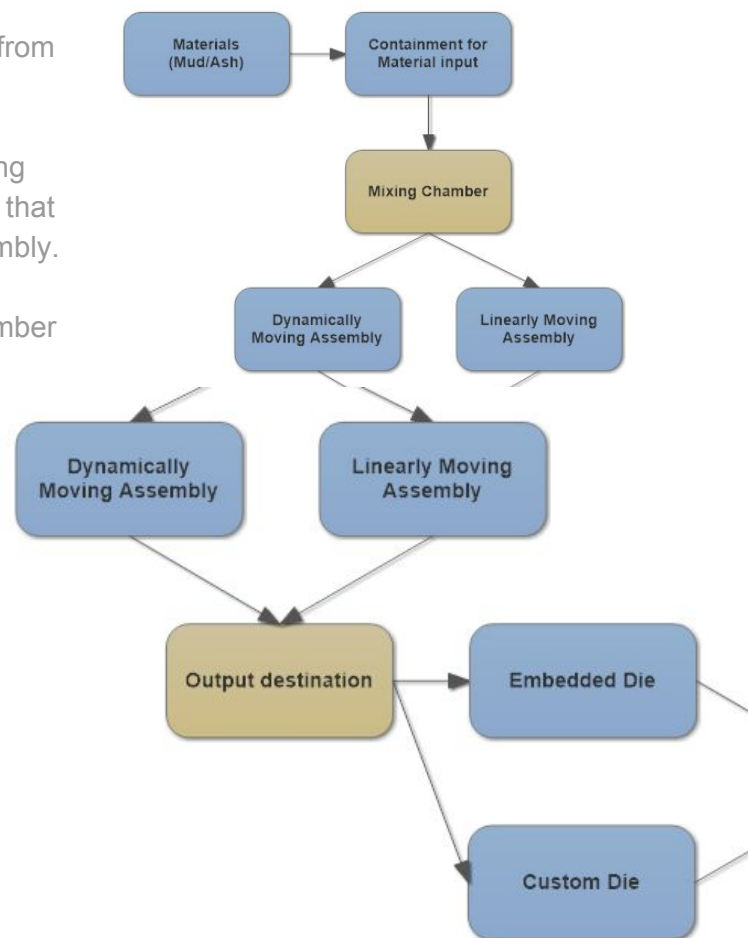 from
ng
that
mbly.
mber
Materials
(Mud/Ash)
Containment for
Material input
Mixing Chamber
Dynamically
Moving Assembly
Linearly Moving
Assembly
Dynamically
Moving Assembly
Linearly Moving
Assembly
Output destination
Embedded Die
Custom Die